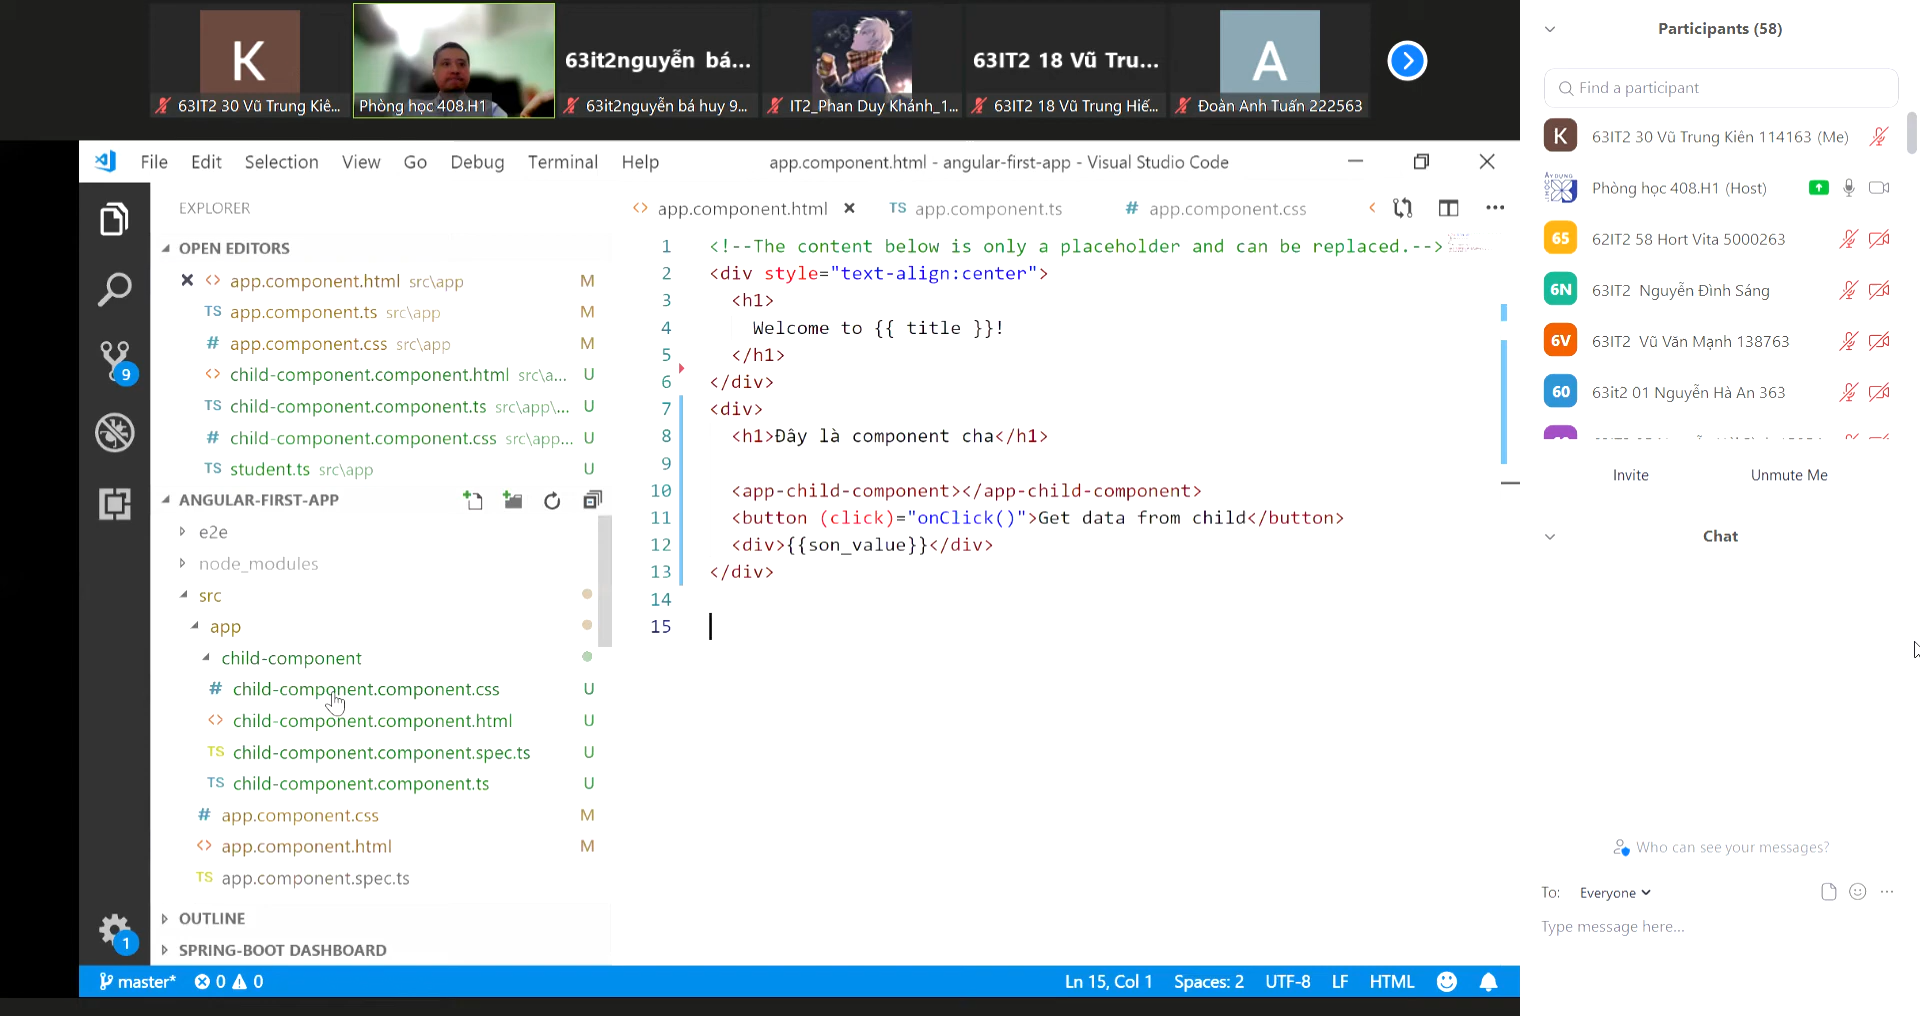 K
63IT2 30 Vũ Trung Kiê...
Phòng học 408.H1
63it2nguyễn bá...
63it2nguyễn bá huy 9...
IT2_Phan Duy Khánh_1...
63IT2 18 Vũ Tru...
63IT2 18 Vũ Trung Hiế...
A
Đoàn Anh Tuấn 222563
File Edit Selection View Go Debug Terminal Help
app.component.html - angular-first-app - Visual Studio Code
EXPLORER
OPEN EDITORS
app.component.html src\app M
TS app.component.ts src\app M
# app.component.css src\app M
child-component.component.html src\a... U
TS child-component.component.ts src\app\... U
# child-component.component.css src\app... U
TS student.ts src\app U
ANGULAR-FIRST-APP
e2e
node_modules
src
app
child-component
# child-component.component.css U
<> child-component.component.html U
TS child-component.component.spec.ts U
TS child-component.component.ts U
# app.component.css M
<> app.component.html M
TS app.component.spec.ts
OUTLINE
SPRING-BOOT DASHBOARD
9
1
<> app.component.html
TS app.component.ts
# app.component.css
1 <!--The content below is only a placeholder and can be replaced.-->
2 <div style="text-align:center">
3 <h1>
4 Welcome to {{ title }}!
5 </h1>
6 </div>
7 <div>
8 <h1>Đây là component cha</h1>
9
10 <app-child-component></app-child-component>
11 <button (click)="onClick()">Get data from child</button>
12 <div>{{son_value}}</div>
13 </div>
14
15
master* 0 0
Ln 15, Col 1 Spaces: 2 UTF-8 LF HTML
Participants (58)
Find a participant
K 63IT2 30 Vũ Trung Kiên 114163 (Me)
Phòng học 408.H1 (Host)
65 62IT2 58 Hort Vita 5000263
6N 63IT2 Nguyễn Đình Sáng
6V 63IT2 Vũ Văn Mạnh 138763
60 63it2 01 Nguyễn Hà An 363
Invite
Unmute Me
Chat
Who can see your messages?
To: Everyone
Type message here...